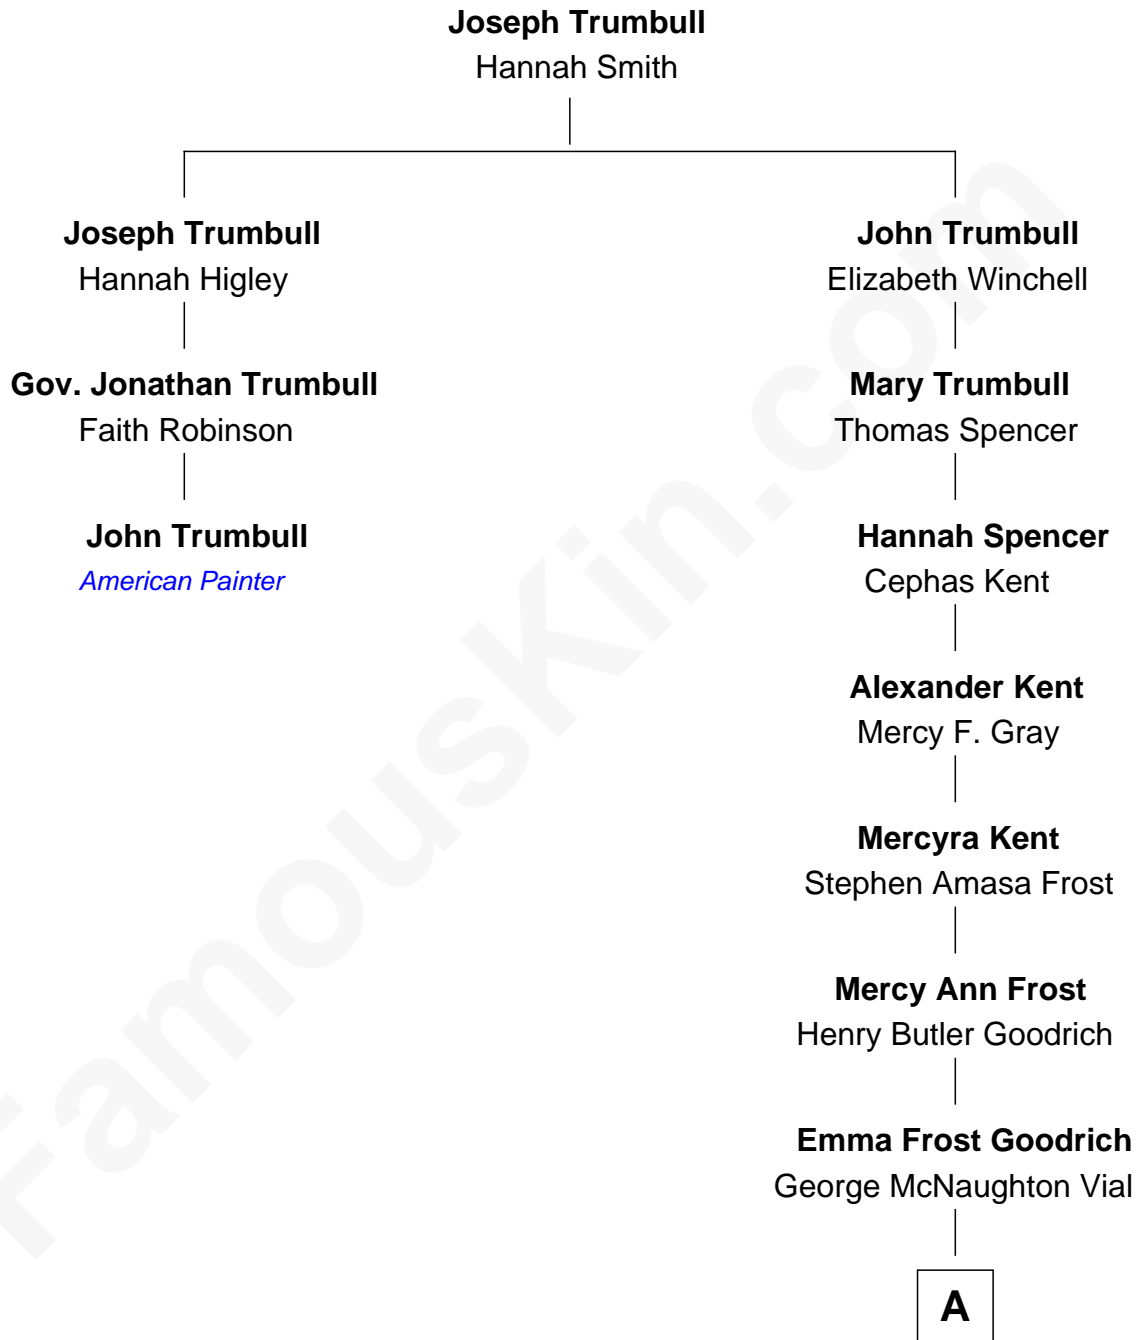 Joseph Trumbull
Hannah Smith
Joseph Trumbull
Hannah Higley
Gov. Jonathan Trumbull
Faith Robinson
John Trumbull
American Painter
John Trumbull
Elizabeth Winchell
Mary Trumbull
Thomas Spencer
Hannah Spencer
Cephas Kent
Alexander Kent
Mercy F. Gray
Mercyra Kent
Stephen Amasa Frost
Mercy Ann Frost
Henry Butler Goodrich
Emma Frost Goodrich
George McNaughton Vial
A
FamousKin.com